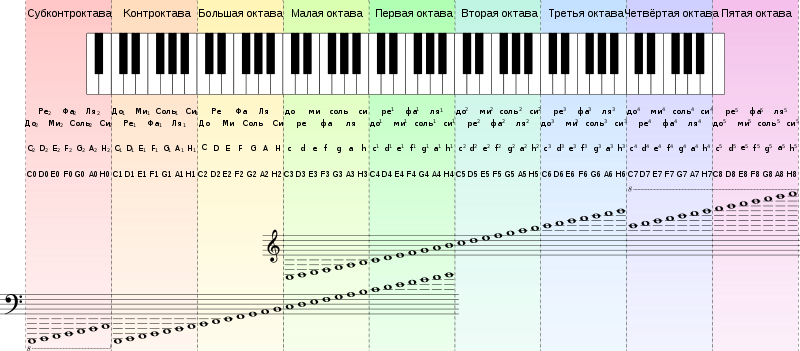 Субконтроктава Контроктава Большая октава Малая октава Первая октава Вторая октава Третья октава Четвёртая октава Пятая октава
Ре₂ Фа₂ Ля₂ До₁ Ми₁ Соль₁ Си₁ Ре Фа Ля до ми соль си ре¹ фа¹ ля¹ до² ми² соль² си² ре³ фа³ ля³ до⁴ ми⁴ соль⁴ си⁴ ре⁵ фа⁵ ля⁵
До₂ Ми₂ Соль₂ Си₂ Ре₁ Фа₁ Ля₁ До Ми Соль Си ре фа ля до¹ ми¹ соль¹ си¹ ре² фа² ля² до³ ми³ соль³ си³ ре⁴ фа⁴ ля⁴ до⁵ ми⁵ соль⁵ си⁵
C₂ D₂ E₂ F₂ G₂ A₂ H₂ C₁ D₁ E₁ F₁ G₁ A₁ H₁ C D E F G A H c d e f g a h c¹ d¹ e¹ f¹ g¹ a¹ h¹ c² d² e² f² g² a² h² c³ d³ e³ f³ g³ a³ h³ c⁴ d⁴ e⁴ f⁴ g⁴ a⁴ h⁴ c⁵ d⁵ e⁵ f⁵ g⁵ a⁵ h⁵
C0 D0 E0 F0 G0 A0 H0 C1 D1 E1 F1 G1 A1 H1 C2 D2 E2 F2 G2 A2 H2 C3 D3 E3 F3 G3 A3 H3 C4 D4 E4 F4 G4 A4 H4 C5 D5 E5 F5 G5 A5 H5 C6 D6 E6 F6 G6 A6 H6 C7 D7 E7 F7 G7 A7 H7 C8 D8 E8 F8 G8 A8 H8
8
8